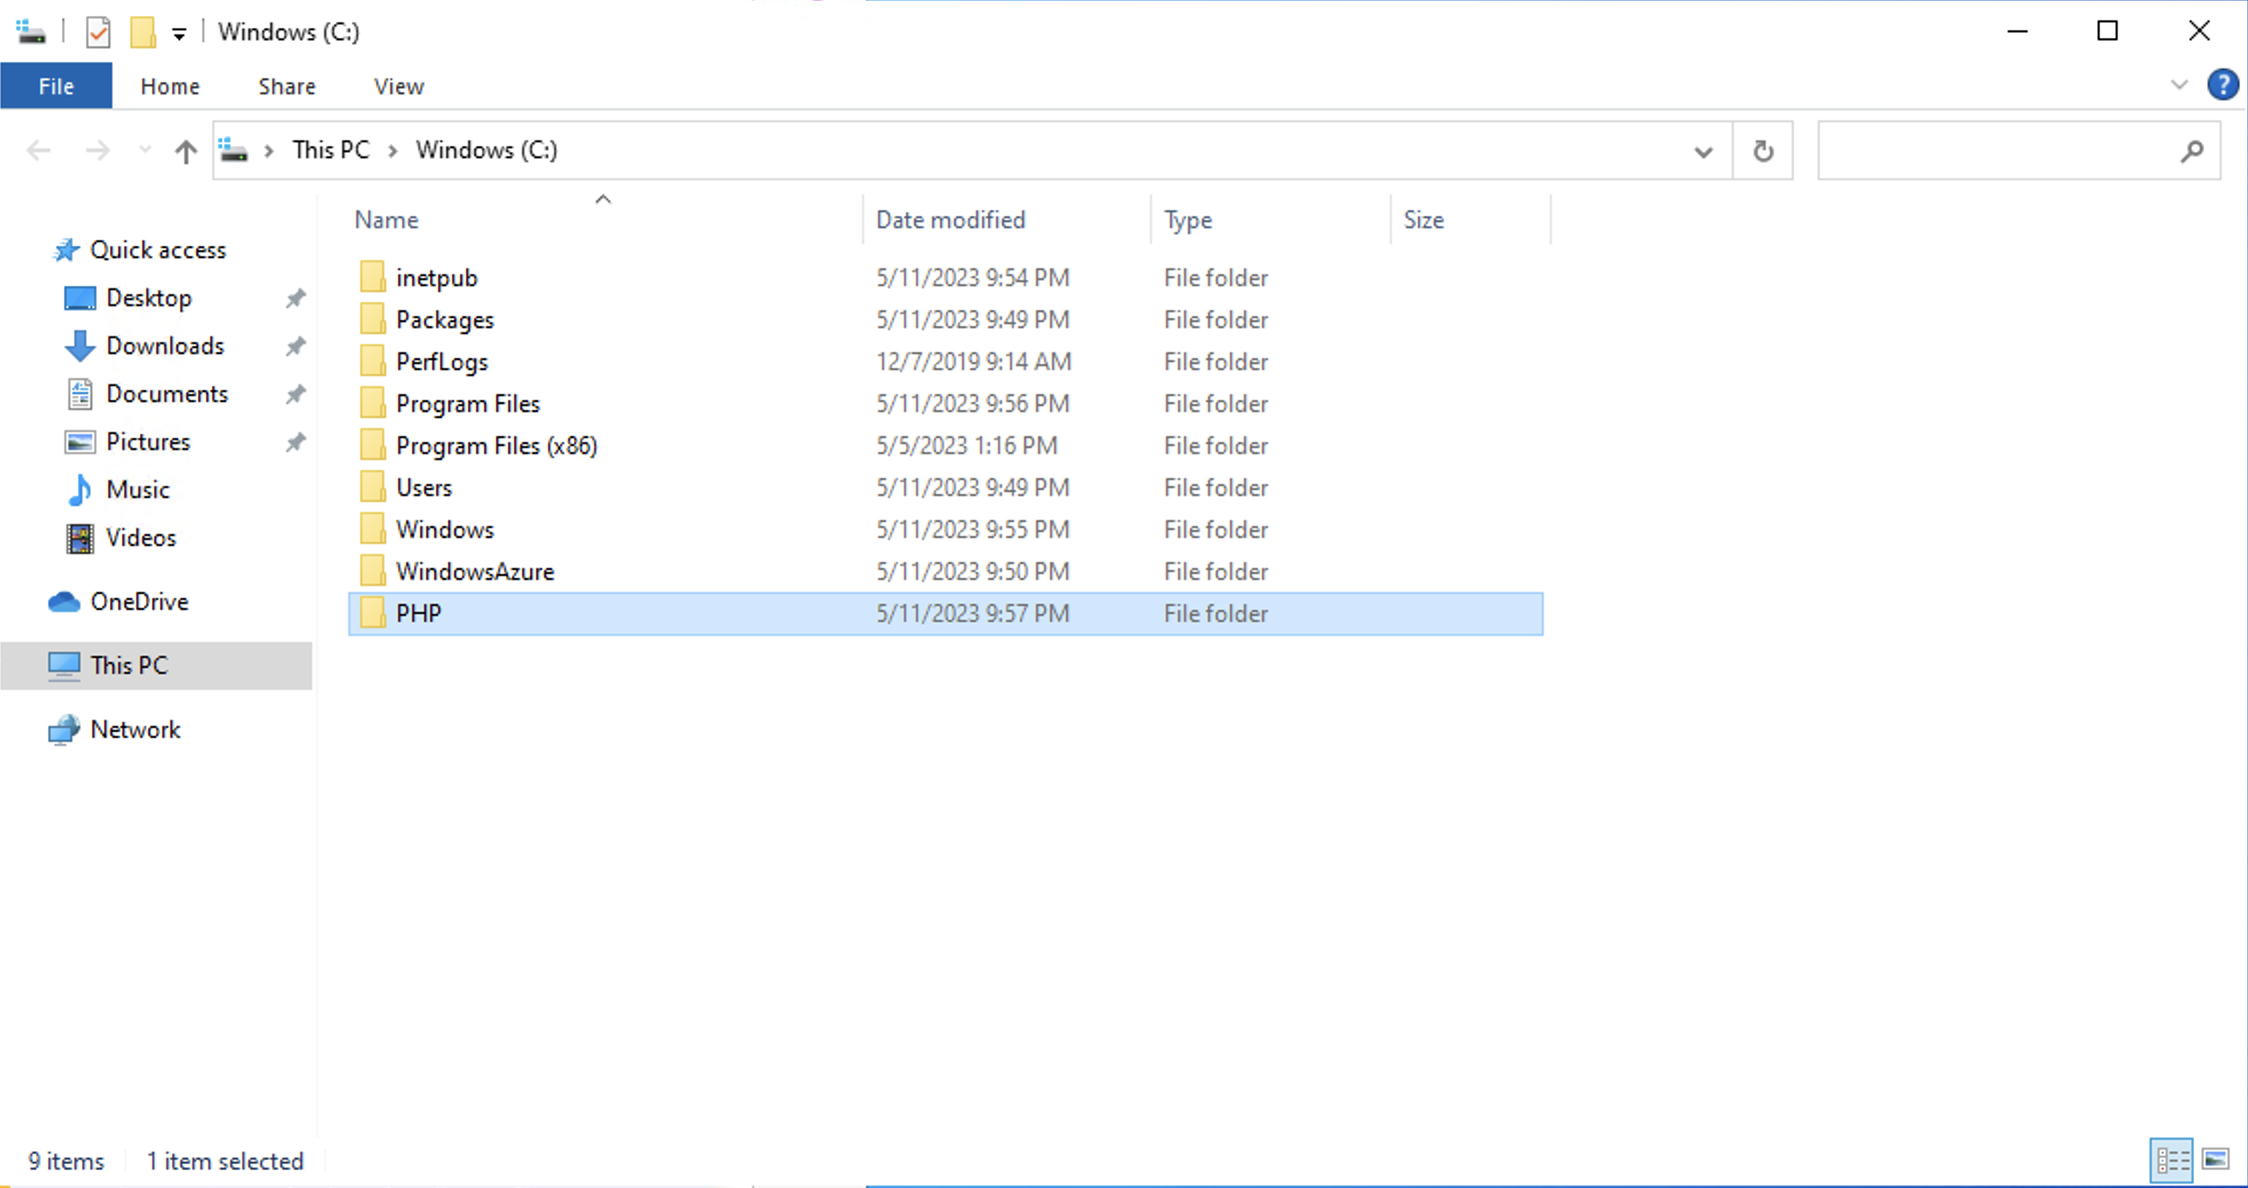 Windows (C:)
File Home Share View
?
This PC Windows (C:)
Name Date modified Type Size
Quick access
Desktop
Downloads
Documents
Pictures
Music
Videos
OneDrive
This PC
Network
inetpub 5/11/2023 9:54 PM File folder
Packages 5/11/2023 9:49 PM File folder
PerfLogs 12/7/2019 9:14 AM File folder
Program Files 5/11/2023 9:56 PM File folder
Program Files (x86) 5/5/2023 1:16 PM File folder
Users 5/11/2023 9:49 PM File folder
Windows 5/11/2023 9:55 PM File folder
WindowsAzure 5/11/2023 9:50 PM File folder
PHP 5/11/2023 9:57 PM File folder
9 items 1 item selected